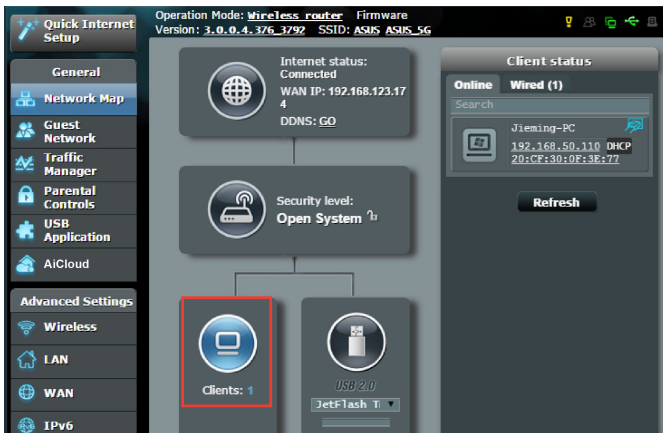 Quick Internet
Setup
Operation Mode: Wireless router Firmware
Version: 3.0.0.4.376_3792 SSID: ASUS ASUS_5G
General
Network Map
Guest
Network
Traffic
Manager
Parental
Controls
USB
Application
AiCloud
Advanced Settings
Wireless
LAN
WAN
IPv6
Internet status:
Connected
WAN IP: 192.168.123.17
4
DDNS: GO
Security level:
Open System
Clients: 1
USB 2.0
JetFlash T
Client status
Online Wired (1)
Search
Jieming-PC
192.168.50.110 DHCP
20:CF:30:0F:3E:77
Refresh